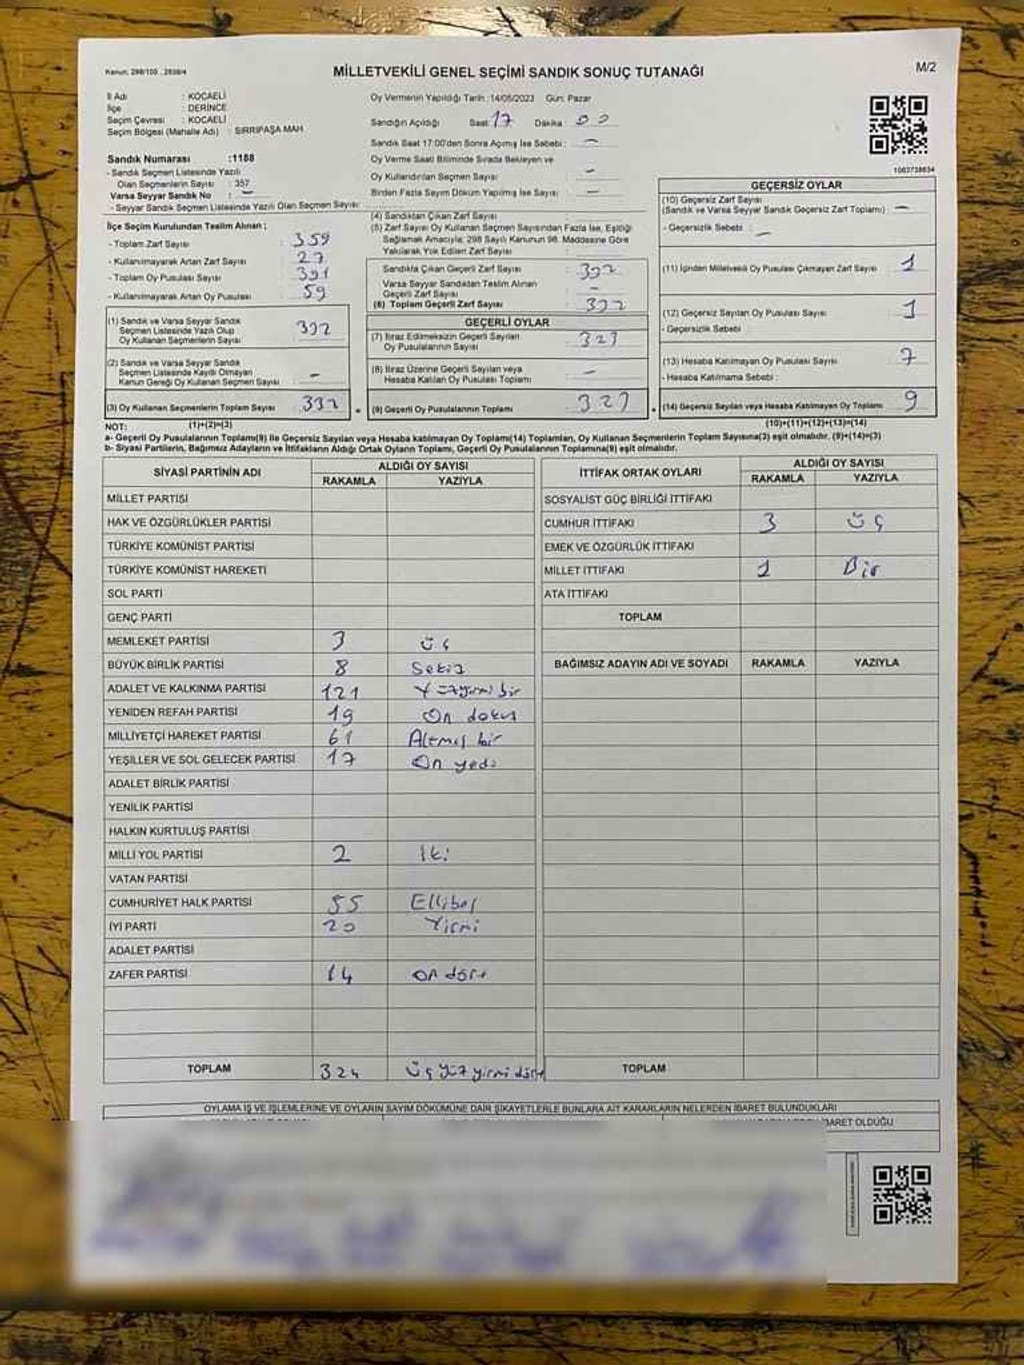 Kanun: 298/105 , 2839/4
MİLLETVEKİLİ GENEL SEÇİMİ SANDIK SONUÇ TUTANAĞI
M/2
İl Adı : KOCAELİ
İlçe : DERİNCE
Seçim Çevresi : KOCAELİ
Seçim Bölgesi (Mahalle Adı) : SIRRIPAŞA MAH.
Sandık Numarası :1188
- Sandık Seçmen Listesinde Yazılı
Olan Seçmenlerin Sayısı : 357
Varsa Seyyar Sandık No : —
- Seyyar Sandık Seçmen Listesinde Yazılı Olan Seçmen Sayısı :
İlçe Seçim Kurulundan Teslim Alınan ;
- Toplam Zarf Sayısı : 359
- Kullanılmayarak Artan Zarf Sayısı : 27
- Toplam Oy Pusulası Sayısı : 391
- Kullanılmayarak Artan Oy Pusulası : 59
(1) Sandık ve Varsa Seyyar Sandık
Seçmen Listesinde Yazılı Olup
Oy Kullanan Seçmenlerin Sayısı : 332
(2) Sandık ve Varsa Seyyar Sandık
Seçmen Listesinde Kayıtlı Olmayan
Kanun Gereği Oy Kullanan Seçmen Sayısı : —
(3) Oy Kullanan Seçmenlerin Toplam Sayısı : 332
(1)+(2)=(3)
Oy Vermenin Yapıldığı Tarih :14/05/2023 Gün: Pazar
Sandığın Açıldığı Saat: 17 Dakika : 00
Sandık Saat 17:00'den Sonra Açılmış İse Sebebi : —
Oy Verme Saati Bitiminde Sırada Bekleyen ve
Oy Kullandırılan Seçmen Sayısı : —
Birden Fazla Sayım Döküm Yapılmış İse Sayısı : —
(4) Sandıktan Çıkan Zarf Sayısı :
(5) Zarf Sayısı Oy Kullanan Seçmen Sayısından Fazla İse, Eşitliği
Sağlamak Amacıyla; 298 Sayılı Kanunun 98. Maddesine Göre
Yakılarak Yok Edilen Zarf Sayısı :
Sandıkta Çıkan Geçerli Zarf Sayısı : 332
Varsa Seyyar Sandıktan Teslim Alınan
Geçerli Zarf Sayısı : —
(6) Toplam Geçerli Zarf Sayısı : 332
GEÇERLİ OYLAR
(7) İtiraz Edilmeksizin Geçerli Sayılan
Oy Pusulalarının Sayısı : 323
(8) İtiraz Üzerine Geçerli Sayılan veya
Hesaba Katılan Oy Pusulası Toplamı : —
(9) Geçerli Oy Pusulalarının Toplamı : 323
1083738634
GEÇERSİZ OYLAR
(10) Geçersiz Zarf Sayısı
(Sandık ve Varsa Seyyar Sandık Geçersiz Zarf Toplamı) : —
- Geçersizlik Sebebi : —
(11) İçinden Milletvekili Oy Pusulası Çıkmayan Zarf Sayısı : 1
(12) Geçersiz Sayılan Oy Pusulası Sayısı : 1
- Geçersizlik Sebebi :
(13) Hesaba Katılmayan Oy Pusulası Sayısı : 7
- Hesaba Katılmama Sebebi :
(14) Geçersiz Sayılan veya Hesaba Katılmayan Oy Toplamı : 9
(10)+(11)+(12)+(13)=(14)
NOT:
a- Geçerli Oy Pusulalarının Toplamı(9) ile Geçersiz Sayılan veya Hesaba katılmayan Oy Toplamı(14) Toplamları, Oy Kullanan Seçmenlerin Toplam Sayısına(3) eşit olmalıdır. (9)+(14)=(3)
b- Siyasi Partilerin, Bağımsız Adayların ve İttifakların Aldığı Ortak Oyların Toplamı, Geçerli Oy Pusulalarının Toplamına(9) eşit olmalıdır.
SİYASİ PARTİNİN ADI ALDIĞI OY SAYISI
RAKAMLA YAZIYLA
MİLLET PARTİSİ
HAK VE ÖZGÜRLÜKLER PARTİSİ
TÜRKİYE KOMÜNİST PARTİSİ
TÜRKİYE KOMÜNİST HAREKETİ
SOL PARTİ
GENÇ PARTİ
MEMLEKET PARTİSİ 3 üç
BÜYÜK BİRLİK PARTİSİ 8 Sekiz
ADALET VE KALKINMA PARTİSİ 121 Yüzyirmi bir
YENİDEN REFAH PARTİSİ 19 On dokuz
MİLLİYETÇİ HAREKET PARTİSİ 61 Altmış bir
YEŞİLLER VE SOL GELECEK PARTİSİ 17 On yedi
ADALET BİRLİK PARTİSİ
YENİLİK PARTİSİ
HALKIN KURTULUŞ PARTİSİ
MİLLİ YOL PARTİSİ 2 İki
VATAN PARTİSİ
CUMHURİYET HALK PARTİSİ 55 Ellibeş
İYİ PARTİ 20 Yirmi
ADALET PARTİSİ
ZAFER PARTİSİ 14 On dört
TOPLAM 324 Üç yüz yirmi dört
İTTİFAK ORTAK OYLARI ALDIĞI OY SAYISI
RAKAMLA YAZIYLA
SOSYALİST GÜÇ BİRLİĞİ İTTİFAKI
CUMHUR İTTİFAKI 3 Üç
EMEK VE ÖZGÜRLÜK İTTİFAKI
MİLLET İTTİFAKI 1 Bir
ATA İTTİFAKI
TOPLAM
BAĞIMSIZ ADAYIN ADI VE SOYADI RAKAMLA YAZIYLA
TOPLAM
OYLAMA İŞ VE İŞLEMLERİNE VE OYLARIN SAYIM DÖKÜMÜNE DAİR ŞİKAYETLERLE BUNLARA AİT KARARLARIN NELERDEN İBARET BULUNDUKLARI
BARET OLDUĞU